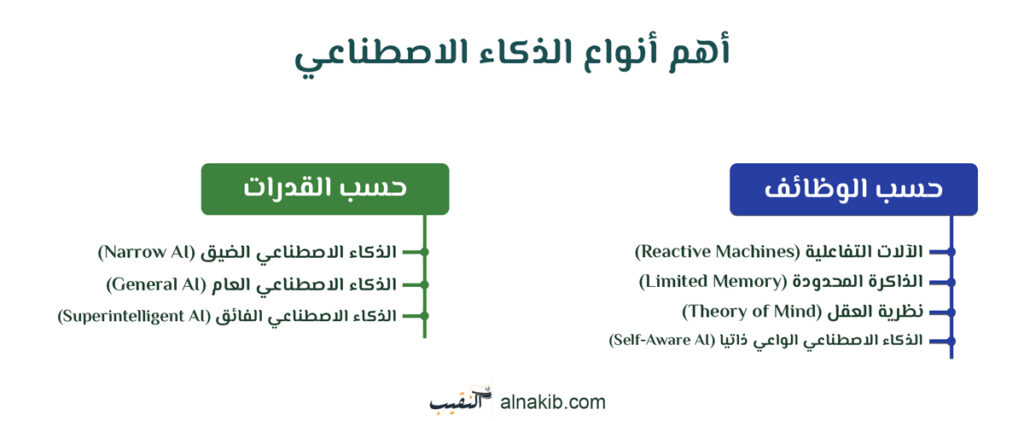 أهم أنواع الذكاء الاصطناعي
حسب الوظائف
الآلات التفاعلية (Reactive Machines)
الذاكرة المحدودة (Limited Memory)
نظرية العقل (Theory of Mind)
الذكاء الاصطناعي الواعي ذاتيا (Self-Aware AI)
حسب القدرات
الذكاء الاصطناعي الضيق (Narrow AI)
الذكاء الاصطناعي العام (General AI)
الذكاء الاصطناعي الفائق (Superintelligent AI)
النقيب alnakib.com